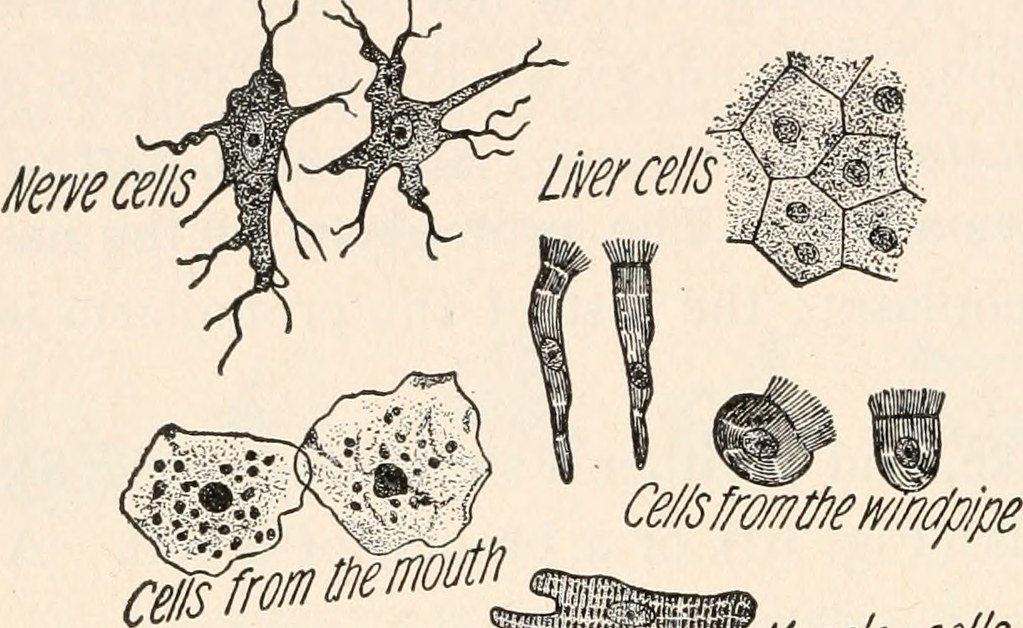 Nerve cells
Liver cells
Cells from the windpipe
Cells from the mouth